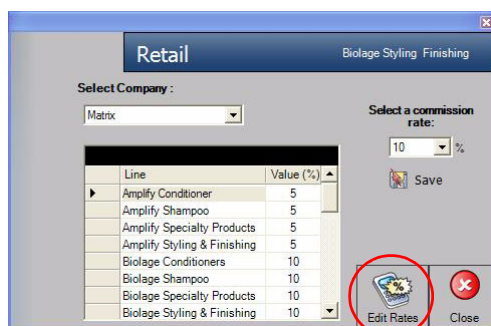 Retail
Biolage Styling Finishing
Select Company :
Matrix
Select a commission
rate:
10 %
Save
Line Value (%)
Amplify Conditioner 5
Amplify Shampoo 5
Amplify Specialty Products 5
Amplify Styling & Finishing 5
Biolage Conditioners 10
Biolage Shampoo 10
Biolage Specialty Products 10
Biolage Styling & Finishing 10
%
Edit Rates
Close